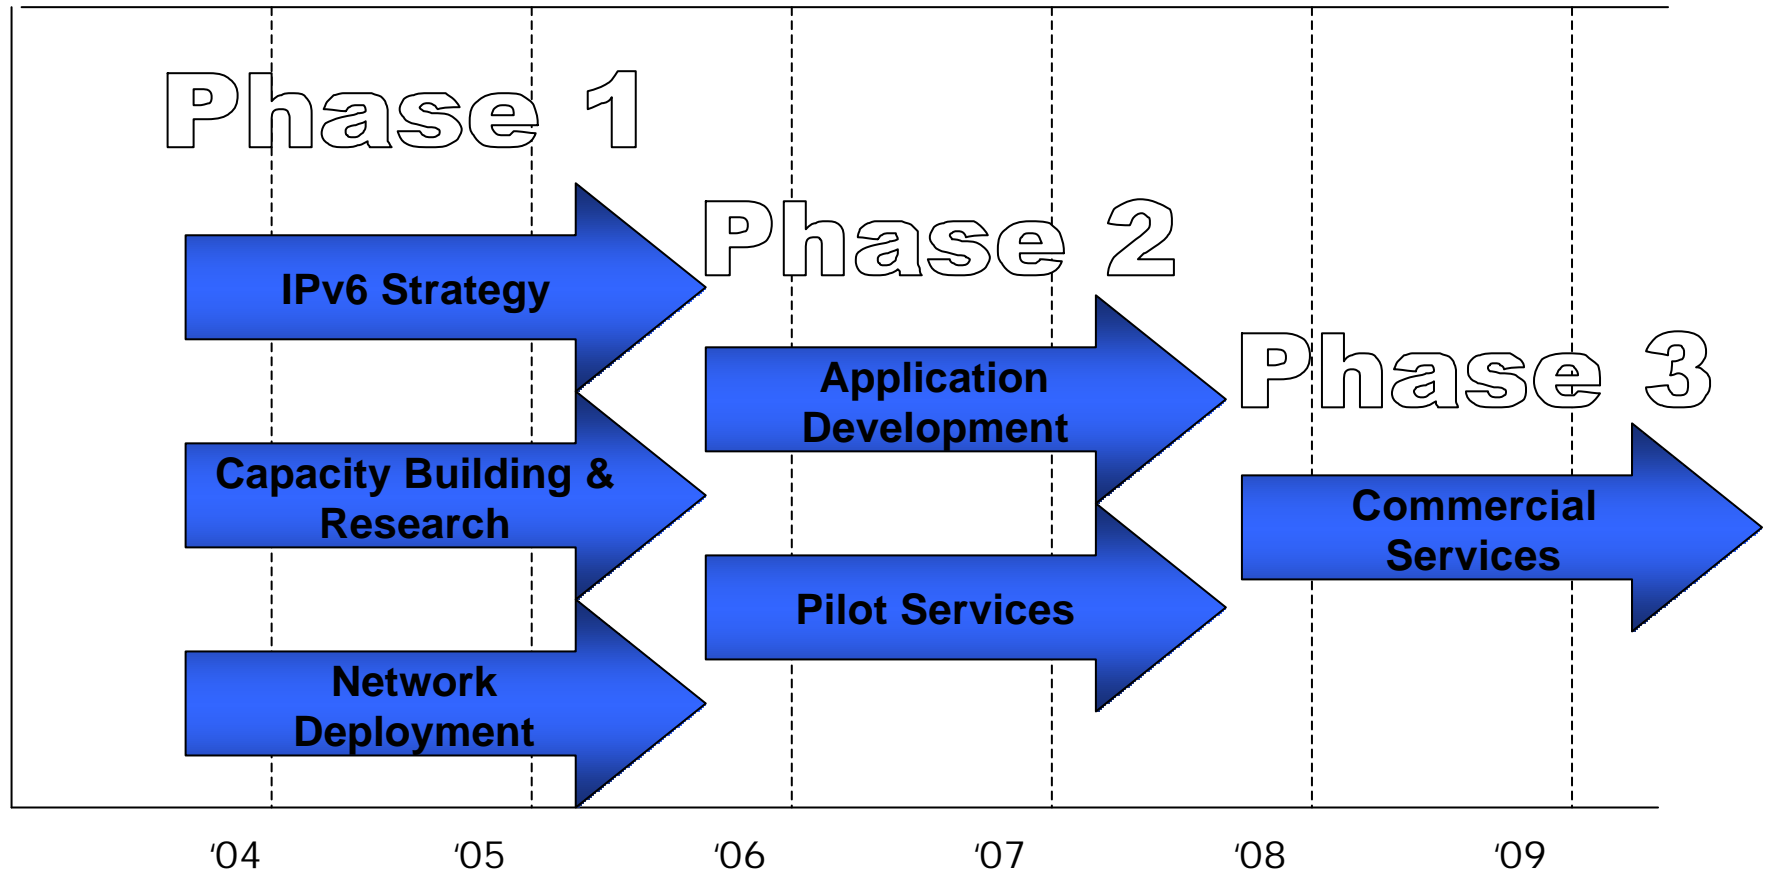 Phase 1
IPv6 Strategy
Capacity Building &
Research
Network
Deployment
Phase 2
Application
Development
Pilot Services
Phase 3
Commercial
Services
‘04 ‘05 ‘06 ‘07 ‘08 ‘09